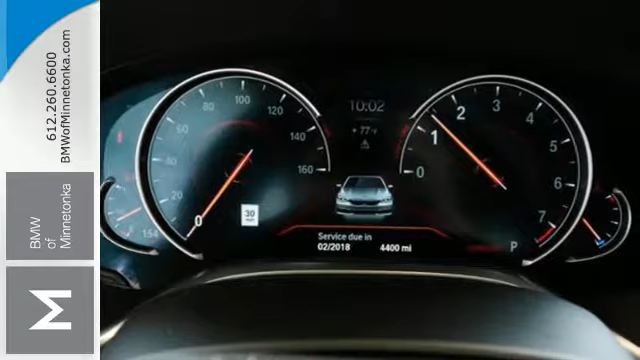 612.260.6600
BMWofMinnetonka.com
BMW
of
Minnetonka
M
0
20
40
60
80
100
120
140
160
154
30
10:02
+77
Service due in
02/2018 4400 mi
0
1
2
3
4
5
6
7
P